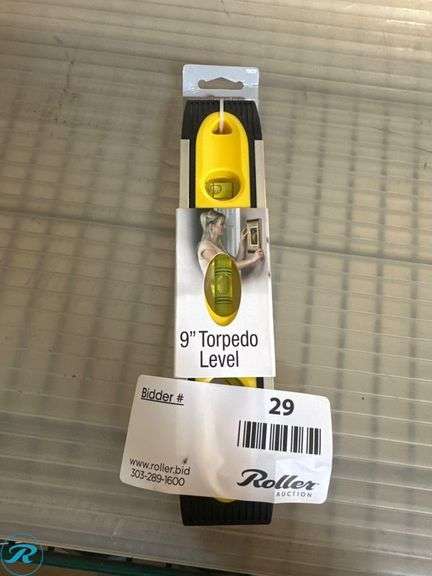 9" Torpedo
Level
Bidder #
29
www.roller.bid
303-289-1600
Roller
AUCTION
R